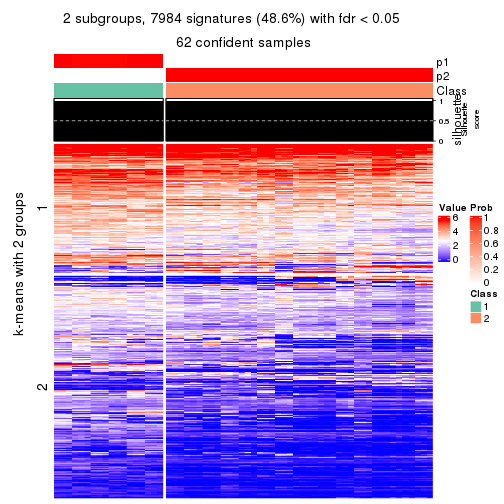 2 subgroups, 7984 signatures (48.6%) with fdr < 0.05
62 confident samples
p1
p2
Class
silhouette
Silhouette
score
1
0.5
0
k-means with 2 groups
1
2
Value
6
4
2
0
Prob
1
0.8
0.6
0.4
0.2
0
Class
1
2